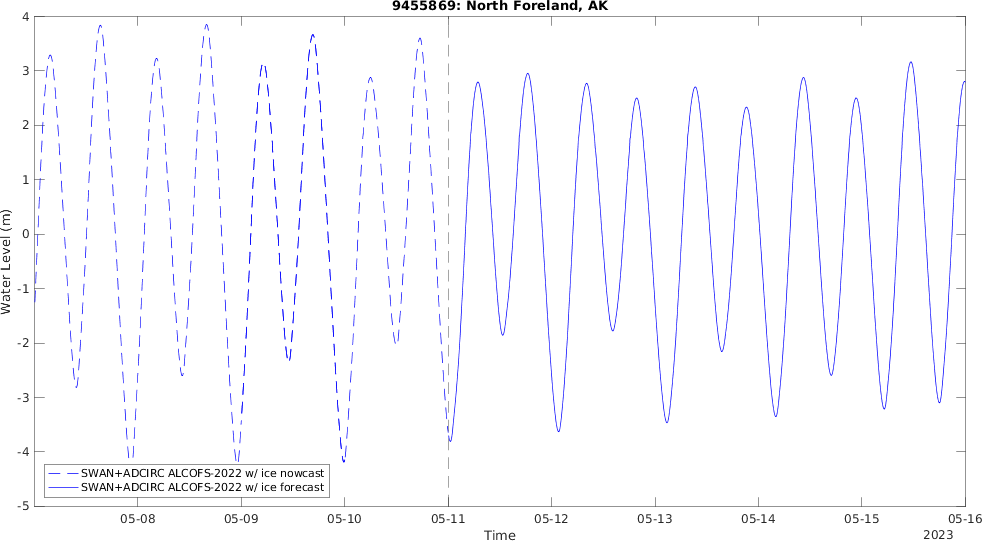 9455869: North Foreland, AK
4
3
2
1
0
-1
-2
-3
-4
-5
Water Level (m)
SWAN+ADCIRC ALCOFS-2022 w/ ice nowcast
SWAN+ADCIRC ALCOFS-2022 w/ ice forecast
05-08 05-09 05-10 05-11 05-12 05-13 05-14 05-15 05-16
Time
2023